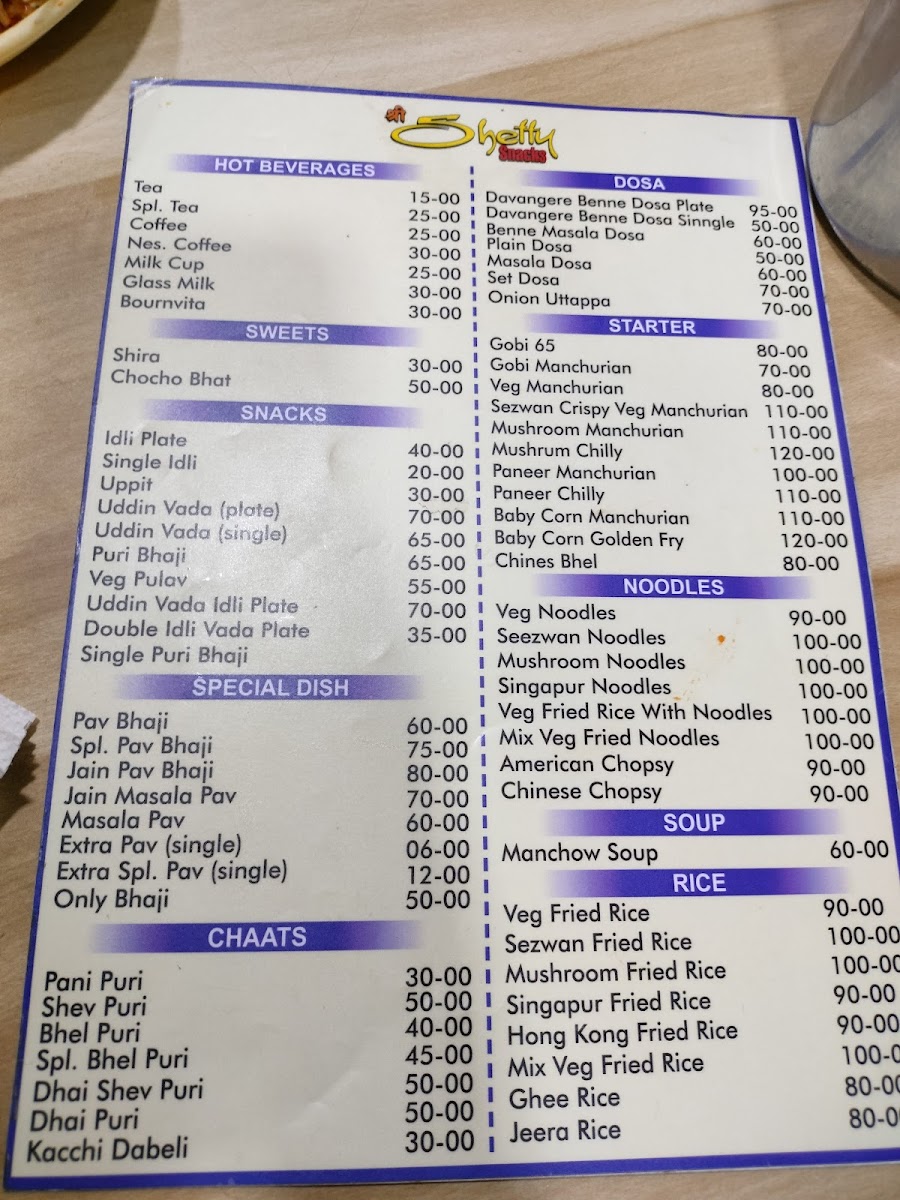 श्री Shetty
Snacks
HOT BEVERAGES
Tea 15-00
Spl. Tea 25-00
Coffee 25-00
Nes. Coffee 30-00
Milk Cup 25-00
Glass Milk 30-00
Bournvita 30-00
SWEETS
Shira 30-00
Chocho Bhat 50-00
SNACKS
Idli Plate 40-00
Single Idli 20-00
Uppit 30-00
Uddin Vada (plate) 70-00
Uddin Vada (single) 65-00
Puri Bhaji 65-00
Veg Pulav 55-00
Uddin Vada Idli Plate 70-00
Double Idli Vada Plate 35-00
Single Puri Bhaji
SPECIAL DISH
Pav Bhaji 60-00
Spl. Pav Bhaji 75-00
Jain Pav Bhaji 80-00
Jain Masala Pav 70-00
Masala Pav 60-00
Extra Pav (single) 06-00
Extra Spl. Pav (single) 12-00
Only Bhaji 50-00
CHAATS
Pani Puri 30-00
Shev Puri 50-00
Bhel Puri 40-00
Spl. Bhel Puri 45-00
Dhai Shev Puri 50-00
Dhai Puri 50-00
Kacchi Dabeli 30-00
DOSA
Davangere Benne Dosa Plate 95-00
Davangere Benne Dosa Sinngle 50-00
Benne Masala Dosa 60-00
Plain Dosa 50-00
Masala Dosa 60-00
Set Dosa 70-00
Onion Uttappa 70-00
STARTER
Gobi 65 80-00
Gobi Manchurian 70-00
Veg Manchurian 80-00
Sezwan Crispy Veg Manchurian 110-00
Mushroom Manchurian 110-00
Mushrum Chilly 120-00
Paneer Manchurian 100-00
Paneer Chilly 110-00
Baby Corn Manchurian 110-00
Baby Corn Golden Fry 120-00
Chines Bhel 80-00
NOODLES
Veg Noodles 90-00
Seezwan Noodles 100-00
Mushroom Noodles 100-00
Singapur Noodles 100-00
Veg Fried Rice With Noodles 100-00
Mix Veg Fried Noodles 100-00
American Chopsy 90-00
Chinese Chopsy 90-00
SOUP
Manchow Soup 60-00
RICE
Veg Fried Rice 90-00
Sezwan Fried Rice 100-00
Mushroom Fried Rice 100-00
Singapur Fried Rice 90-00
Hong Kong Fried Rice 90-00
Mix Veg Fried Rice 100-0
Ghee Rice 80-00
Jeera Rice 80-0